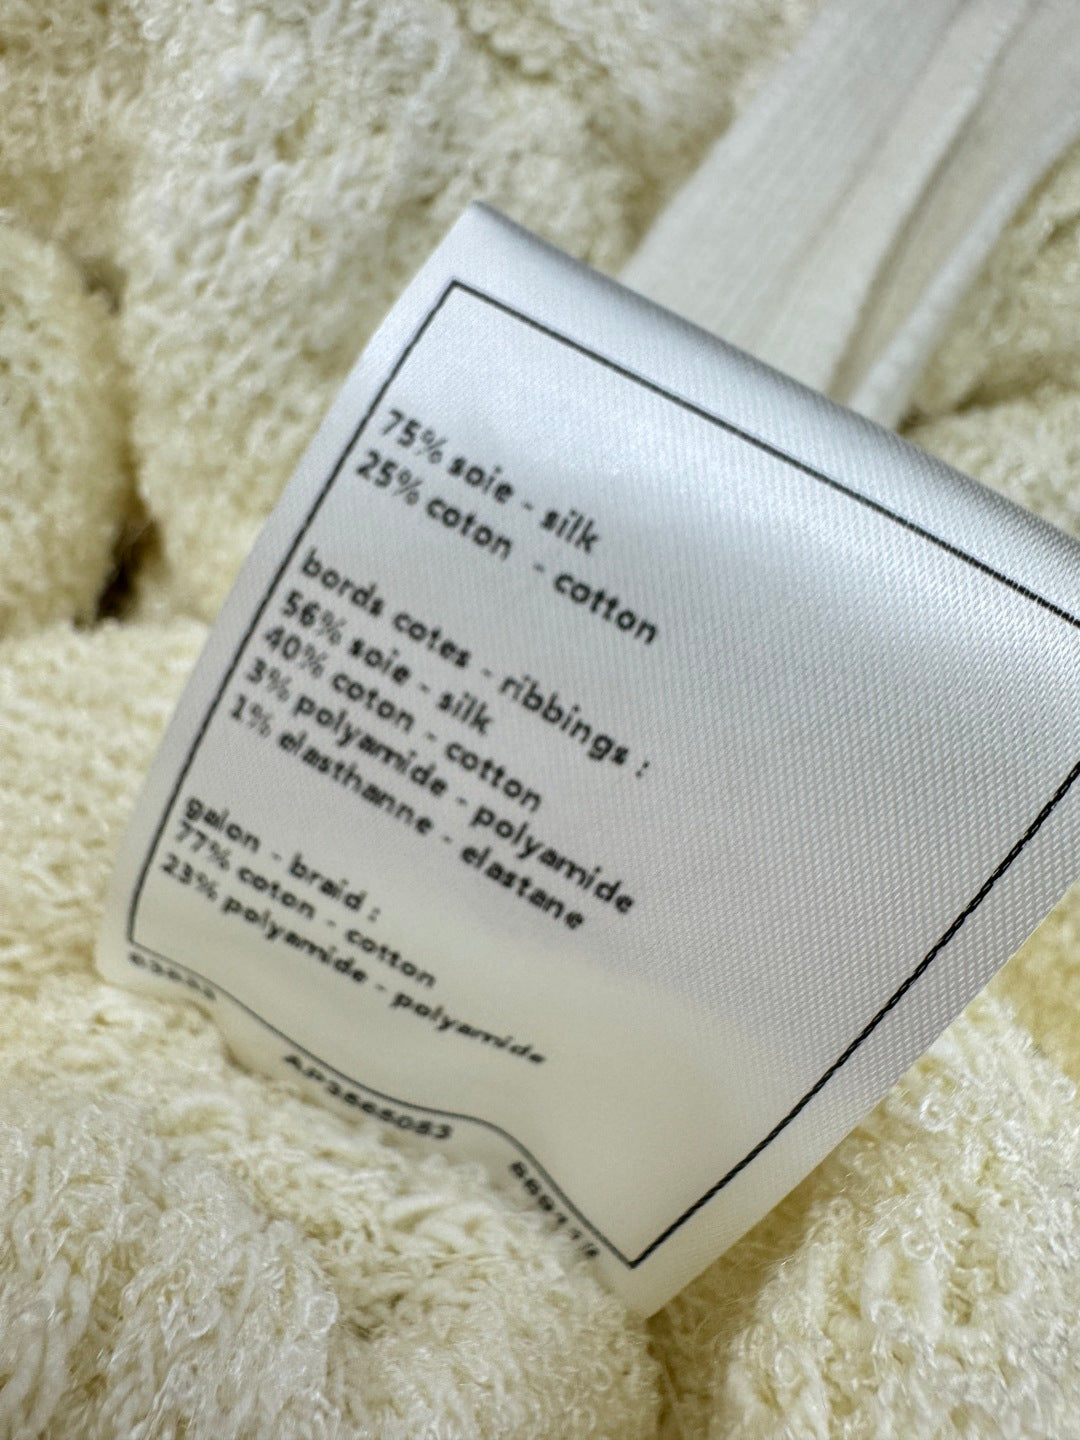 75% soie - silk
25% coton - cotton
bords cotes - ribbings :
56% soie - silk
40% coton - cotton
3% polyamide - polyamide
1% elasthanne - elastane
galon - braid :
77% coton - cotton
23% polyamide - polyamide